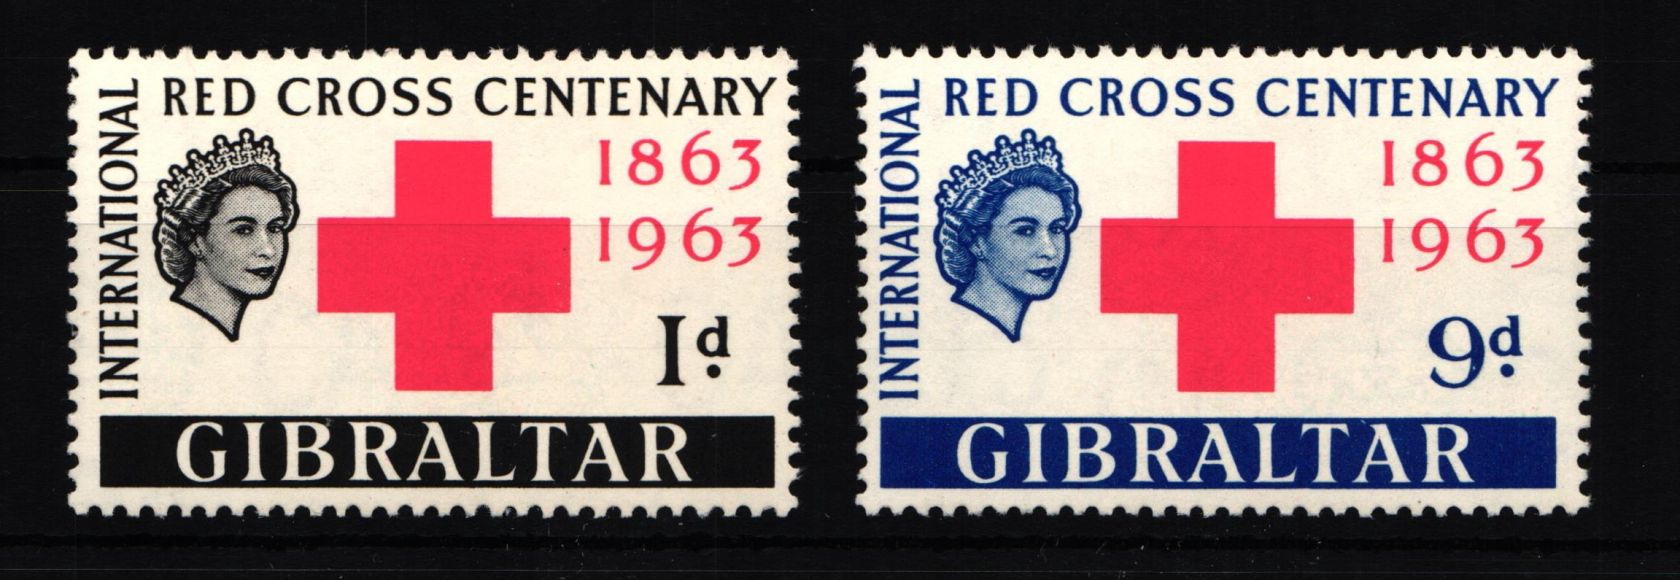 INTERNATIONAL
RED CROSS CENTENARY
1863
1963
1d.
GIBRALTAR
INTERNATIONAL
RED CROSS CENTENARY
1863
1963
9d.
GIBRALTAR